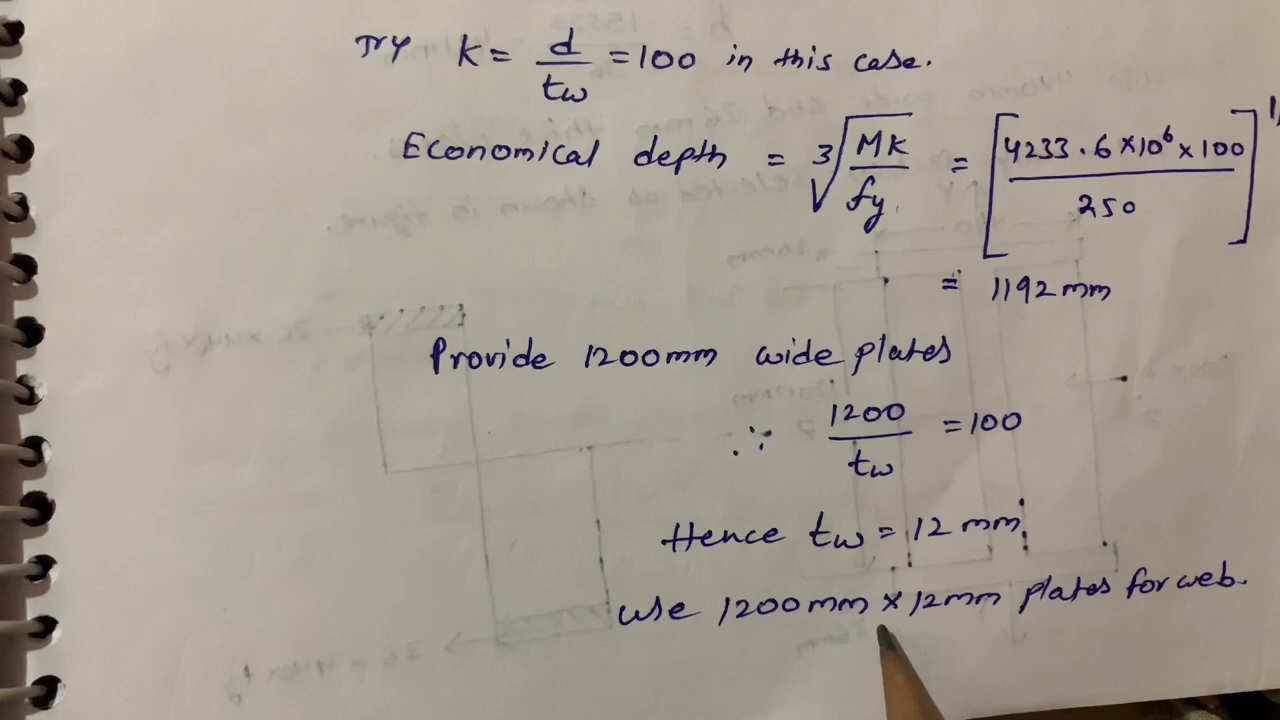 Try K = d/tw = 100 in this case.
Economical depth = ∛(MK/fy) = [4233.6×10⁶×100/250]^1/
= 1192 mm
Provide 1200mm wide plates
∴ 1200/tw = 100
Hence tw = 12 mm
Use 1200mm × 12mm plates for web.